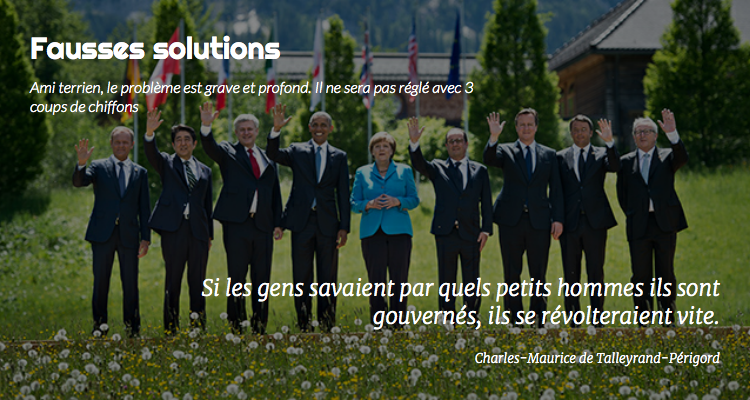 Fausses solutions
Ami terrien, le problème est grave et profond. Il ne sera pas réglé avec 3
coups de chiffons
Si les gens savaient par quels petits hommes ils sont
gouvernés, ils se révolteraient vite.
Charles-Maurice de Talleyrand-Périgord